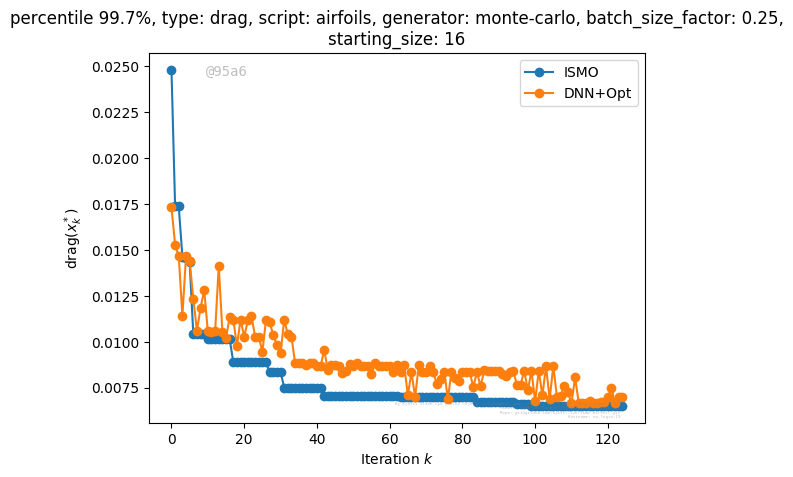 percentile 99.7%, type: drag, script: airfoils, generator: monte-carlo, batch_size_factor: 0.25,
starting_size: 16
@95a6
ISMO
DNN+Opt
drag(x_k^*)
0.0250
0.0225
0.0200
0.0175
0.0150
0.0125
0.0100
0.0075
0 20 40 60 80 100 120
Iteration k